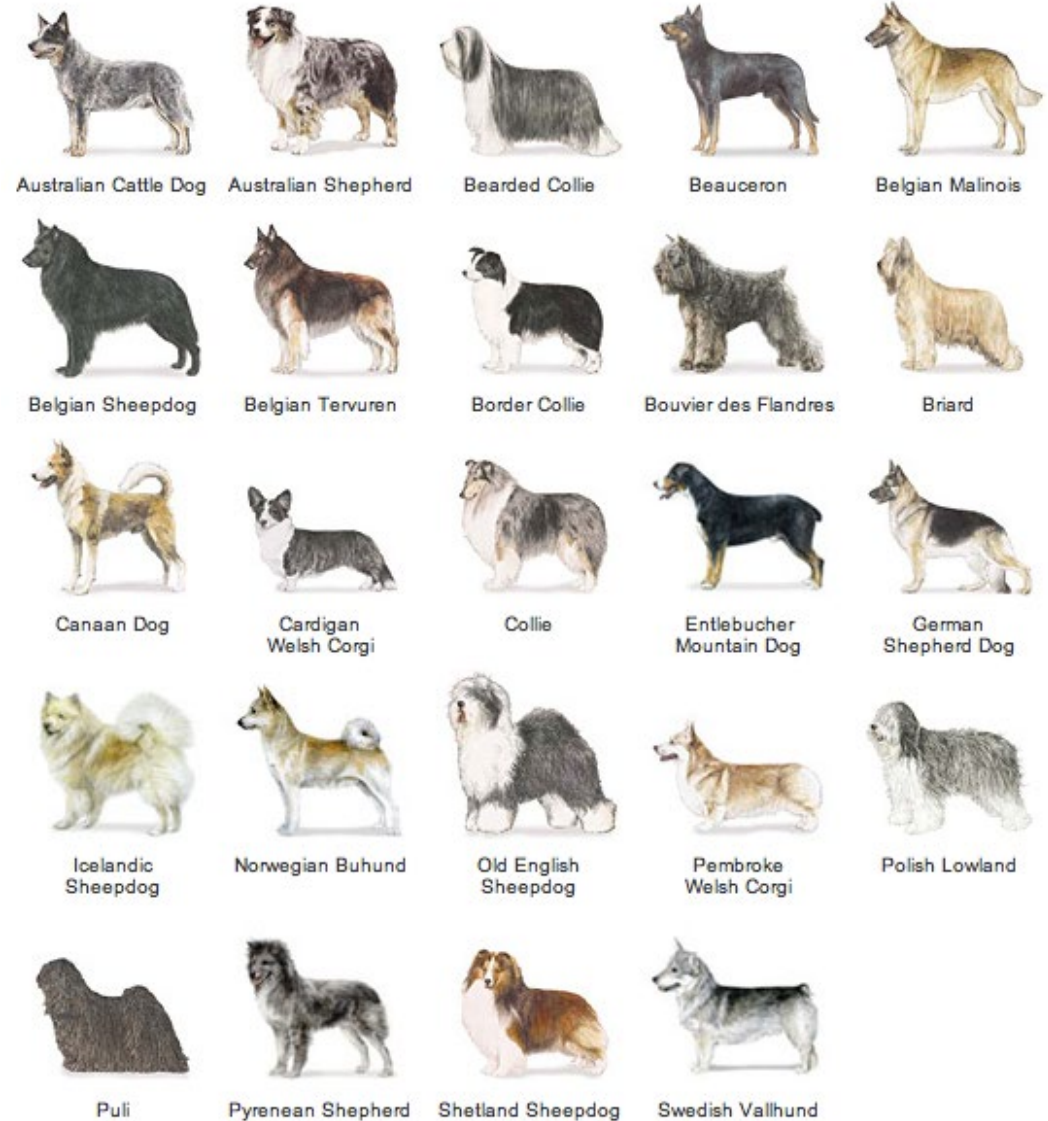 Australian Cattle Dog
Australian Shepherd
Bearded Collie
Beauceron
Belgian Malinois
Belgian Sheepdog
Belgian Tervuren
Border Collie
Bouvier des Flandres
Briard
Canaan Dog
Cardigan
Welsh Corgi
Collie
Entlebucher
Mountain Dog
German
Shepherd Dog
Icelandic
Sheepdog
Norwegian Buhund
Old English
Sheepdog
Pembroke
Welsh Corgi
Polish Lowland
Puli
Pyrenean Shepherd
Shetland Sheepdog
Swedish Vallhund